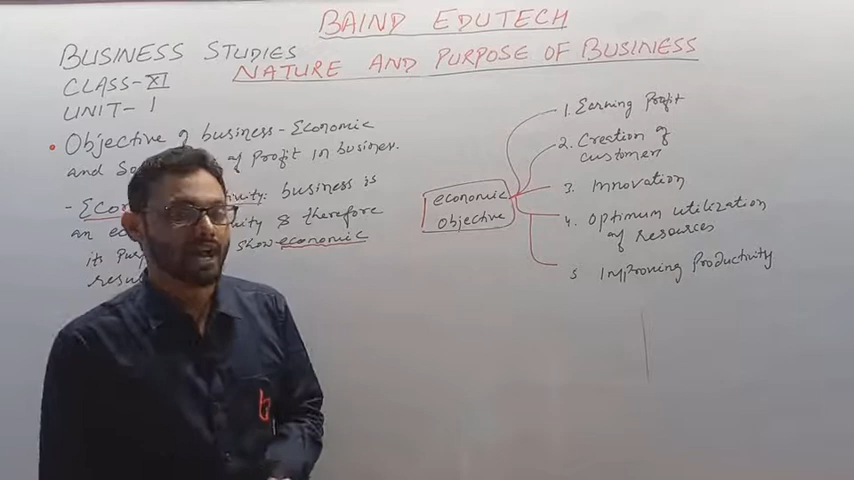 BAIND EDUTECH
BUSINESS STUDIES
NATURE AND PURPOSE OF BUSINESS
CLASS-XI
UNIT- 1
Objective of business - Economic
and of Profit in business.
business is
an & therefore
its show economic
economic
Objective
1. Earning Profit
2. Creation of
customer
3. Innovation
4. Optimum utilization
of resources
5 Improving Productivity
b